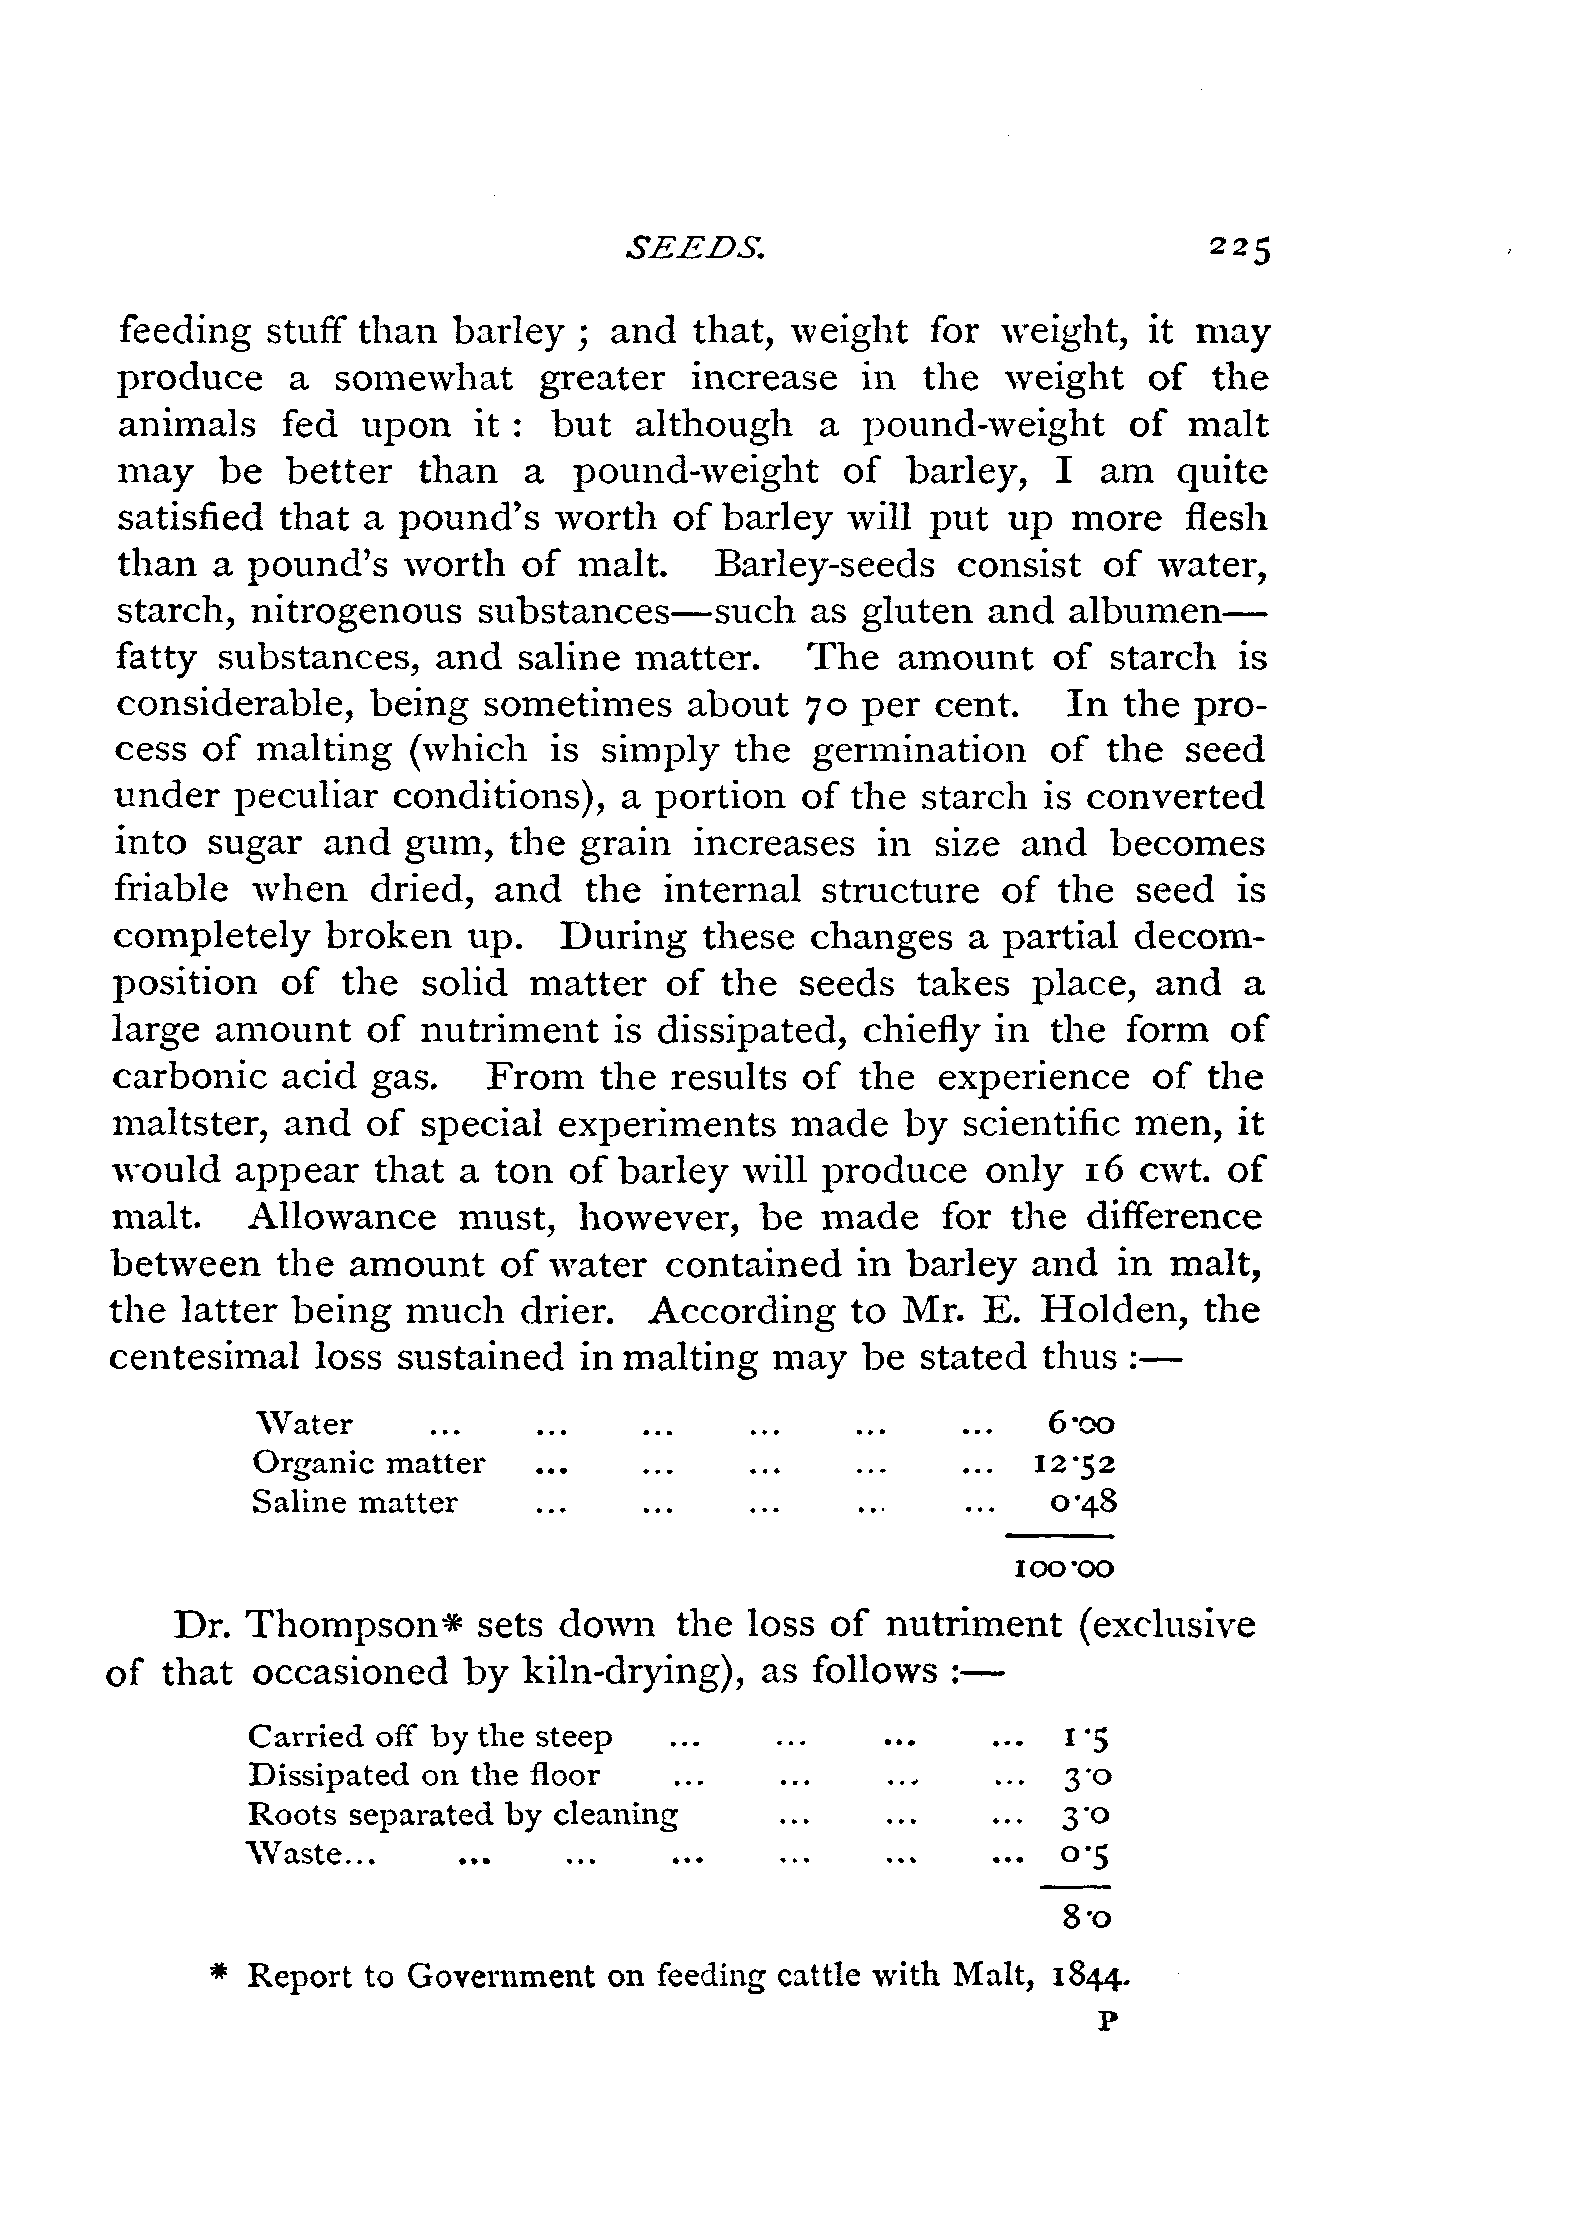 SEEDS. 225
feeding stuff than barley ; and that, weight for weight, it may
produce a somewhat greater increase in the weight of the
animals fed upon it : but although a pound-weight of malt
may be better than a pound-weight of barley, I am quite
satisfied that a pound's worth of barley will put up more flesh
than a pound's worth of malt. Barley-seeds consist of water,
starch, nitrogenous substances—such as gluten and albumen—
fatty substances, and saline matter. The amount of starch is
considerable, being sometimes about 70 per cent. In the pro-
cess of malting (which is simply the germination of the seed
under peculiar conditions), a portion of the starch is converted
into sugar and gum, the grain increases in size and becomes
friable when dried, and the internal structure of the seed is
completely broken up. During these changes a partial decom-
position of the solid matter of the seeds takes place, and a
large amount of nutriment is dissipated, chiefly in the form of
carbonic acid gas. From the results of the experience of the
maltster, and of special experiments made by scientific men, it
would appear that a ton of barley will produce only 16 cwt. of
malt. Allowance must, however, be made for the difference
between the amount of water contained in barley and in malt,
the latter being much drier. According to Mr. E. Holden, the
centesimal loss sustained in malting may be stated thus :—
Water ... ... ... ... ... ... 6·00
Organic matter ... ... ... ... ... 12·52
Saline matter ... ... ... ... ... 0·48
100·00
Dr. Thompson* sets down the loss of nutriment (exclusive
of that occasioned by kiln-drying), as follows :—
Carried off by the steep ... ... ... ... 1·5
Dissipated on the floor ... ... ... ... 3·0
Roots separated by cleaning ... ... ... 3·0
Waste... ... ... ... ... ... ... 0·5
8·0
* Report to Government on feeding cattle with Malt, 1844.
P